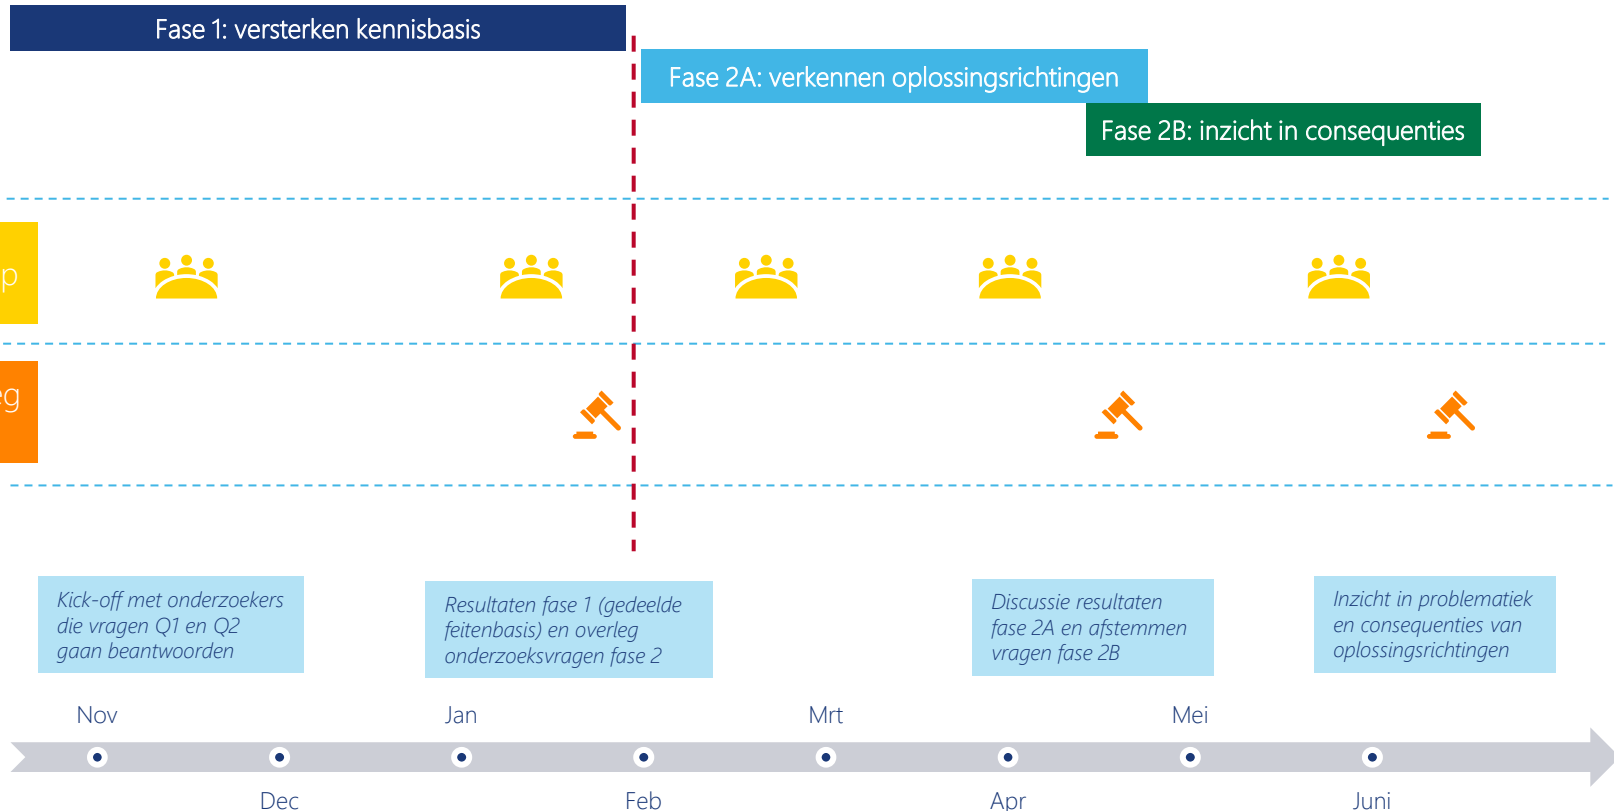 Fase 1: versterken kennisbasis
Fase 2A: verkennen oplossingsrichtingen
Fase 2B: inzicht in consequenties
Kick-off met onderzoekers
die vragen Q1 en Q2
gaan beantwoorden
Resultaten fase 1 (gedeelde
feitenbasis) en overleg
onderzoeksvragen fase 2
Discussie resultaten
fase 2A en afstemmen
vragen fase 2B
Inzicht in problematiek
en consequenties van
oplossingsrichtingen
Nov
Jan
Mrt
Mei
Dec
Feb
Apr
Juni